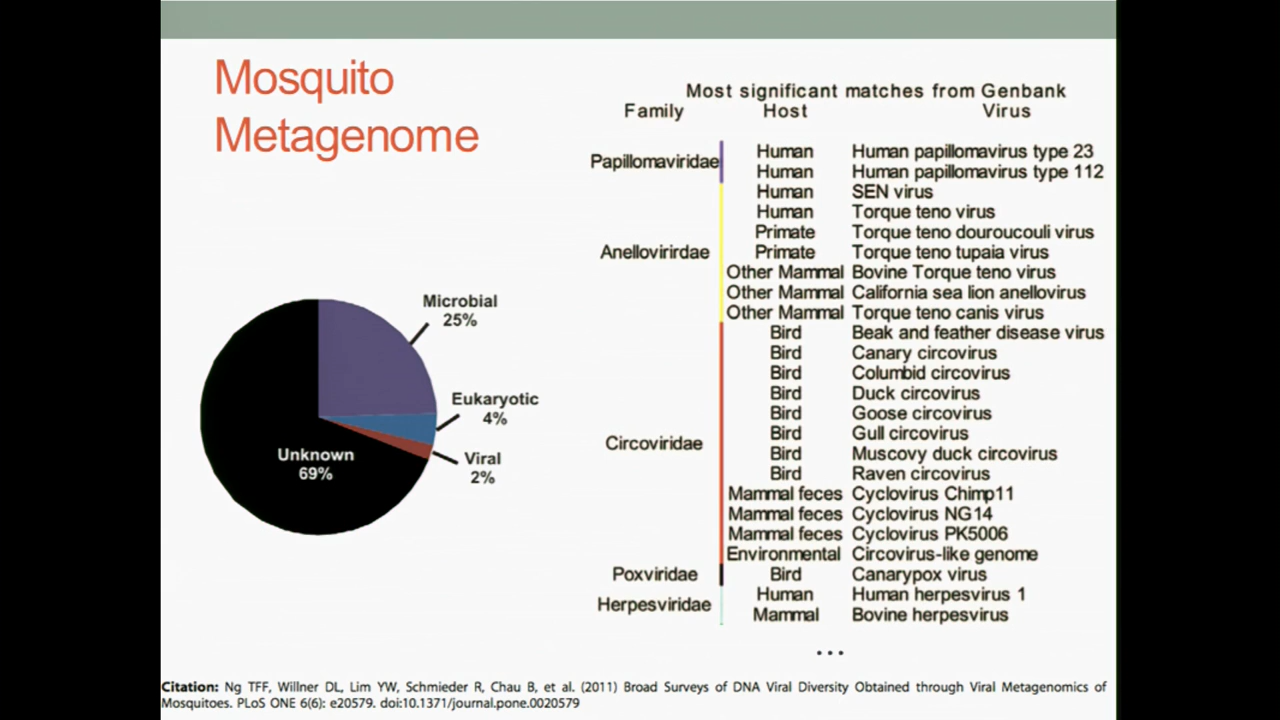 Mosquito
Metagenome
Most significant matches from Genbank
Family Host Virus
Papillomaviridae
Human Human papillomavirus type 23
Human Human papillomavirus type 112
Anellovirirdae
Human SEN virus
Human Torque teno virus
Primate Torque teno douroucouli virus
Primate Torque teno tupaia virus
Other Mammal Bovine Torque teno virus
Other Mammal California sea lion anellovirus
Other Mammal Torque teno canis virus
Circoviridae
Bird Beak and feather disease virus
Bird Canary circovirus
Bird Columbid circovirus
Bird Duck circovirus
Bird Goose circovirus
Bird Gull circovirus
Bird Muscovy duck circovirus
Bird Raven circovirus
Mammal feces Cyclovirus Chimp11
Mammal feces Cyclovirus NG14
Mammal feces Cyclovirus PK5006
Environmental Circovirus-like genome
Poxviridae Bird Canarypox virus
Herpesviridae
Human Human herpesvirus 1
Mammal Bovine herpesvirus
...
Microbial
25%
Eukaryotic
4%
Viral
2%
Unknown
69%
Citation: Ng TFF, Willner DL, Lim YW, Schmieder R, Chau B, et al. (2011) Broad Surveys of DNA Viral Diversity Obtained through Viral Metagenomics of
Mosquitoes. PLoS ONE 6(6): e20579. doi:10.1371/journal.pone.0020579